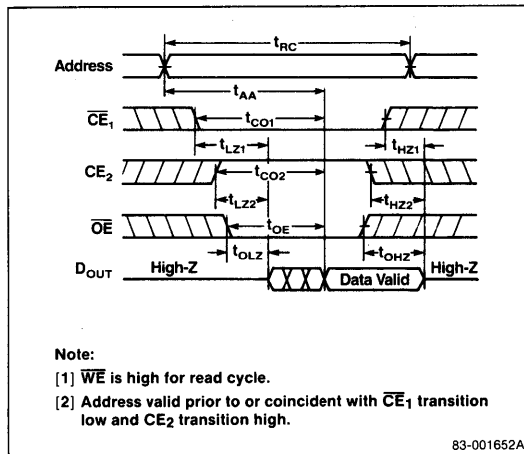 tRC
Address
tAA
CE1
tCO1
tLZ1
tHZ1
CE2
tCO2
tLZ2
tHZ2
OE
tOE
tOLZ
tOHZ
DOUT
High-Z
Data Valid
High-Z
Note:
[1] WE is high for read cycle.
[2] Address valid prior to or coincident with CE1 transition
low and CE2 transition high.
83-001652A